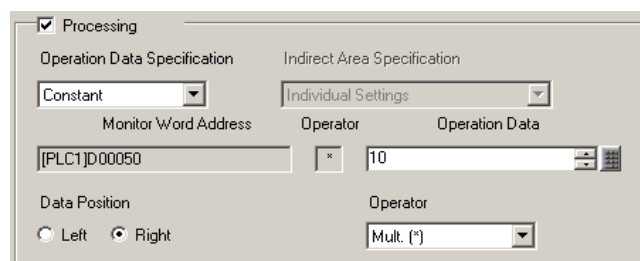 Processing
Operation Data Specification Indirect Area Specification
Constant Individual Settings
Monitor Word Address Operator Operation Data
[PLC1]D00050 * 10
Data Position Operator
Left Right Mult. (*)